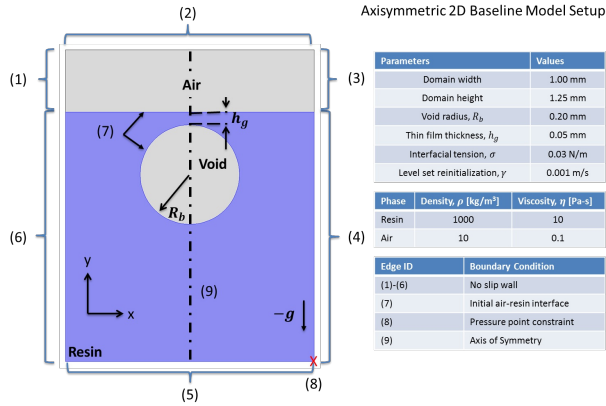 Axisymmetric 2D Baseline Model Setup
(2)
(1)
Air
(3)
h_g
(7)
Void
R_b
(6)
(4)
y
x
(9)
-g
Resin
(5)
(8)
X
Parameters Values
Domain width 1.00 mm
Domain height 1.25 mm
Void radius, R_b 0.20 mm
Thin film thickness, h_g 0.05 mm
Interfacial tension, σ 0.03 N/m
Level set reinitialization, γ 0.001 m/s
Phase Density, ρ [kg/m³] Viscosity, η [Pa-s]
Resin 1000 10
Air 10 0.1
Edge ID Boundary Condition
(1)-(6) No slip wall
(7) Initial air-resin interface
(8) Pressure point constraint
(9) Axis of Symmetry